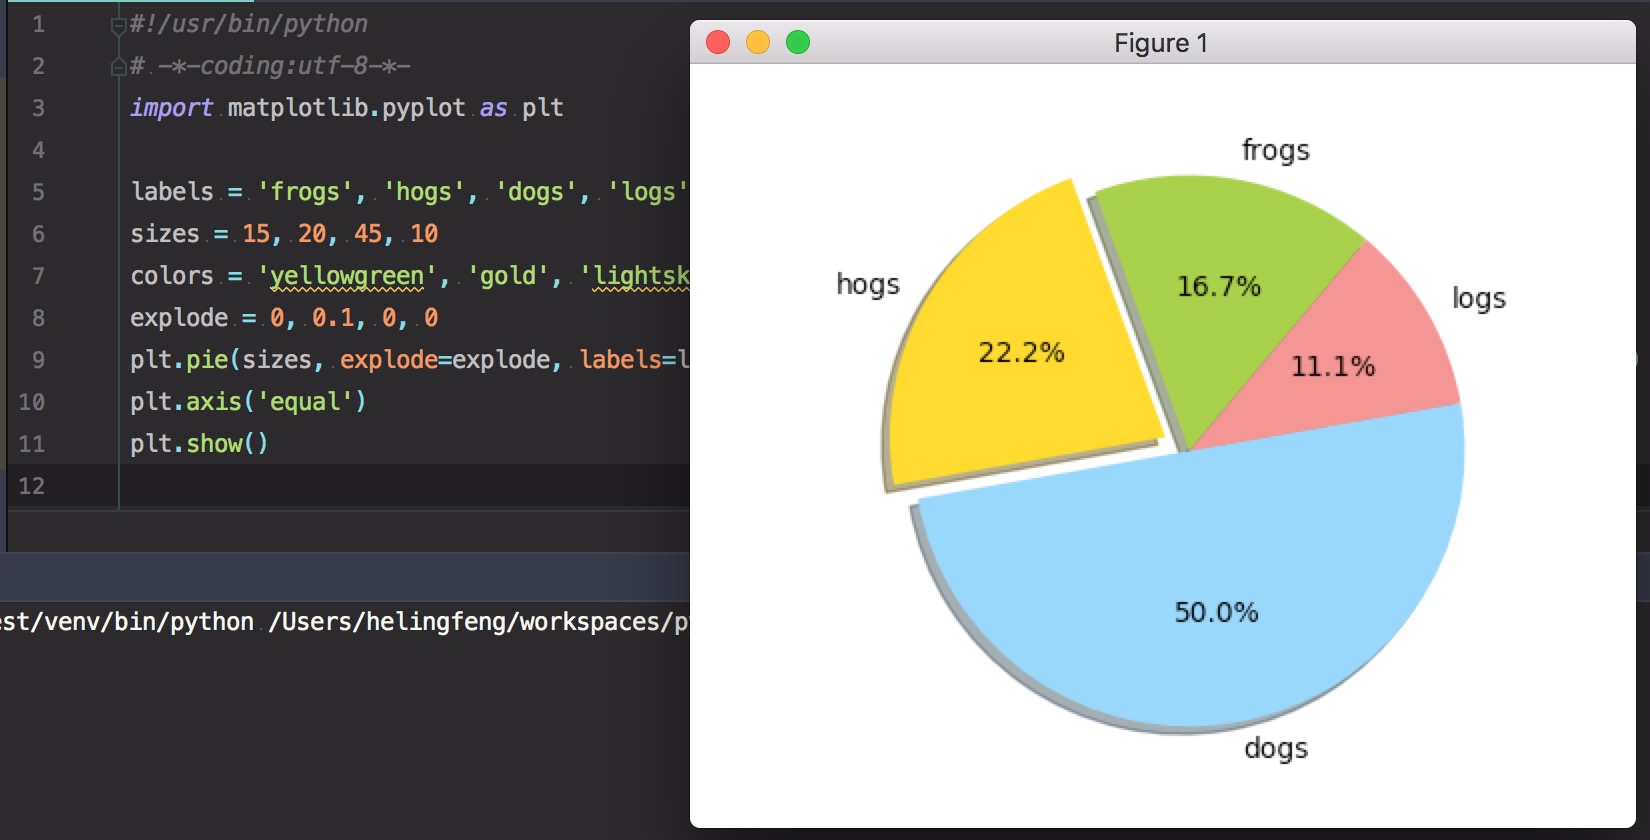 1 #!/usr/bin/python
2 # -*-coding:utf-8-*-
3 import matplotlib.pyplot as plt
4
5 labels = 'frogs', 'hogs', 'dogs', 'logs'
6 sizes = 15, 20, 45, 10
7 colors = 'yellowgreen', 'gold', 'lightsk
8 explode = 0, 0.1, 0, 0
9 plt.pie(sizes, explode=explode, labels=l
10 plt.axis('equal')
11 plt.show()
12
est/venv/bin/python /Users/helingfeng/workspaces/p
Figure 1
frogs
hogs
16.7%
logs
22.2%
11.1%
50.0%
dogs